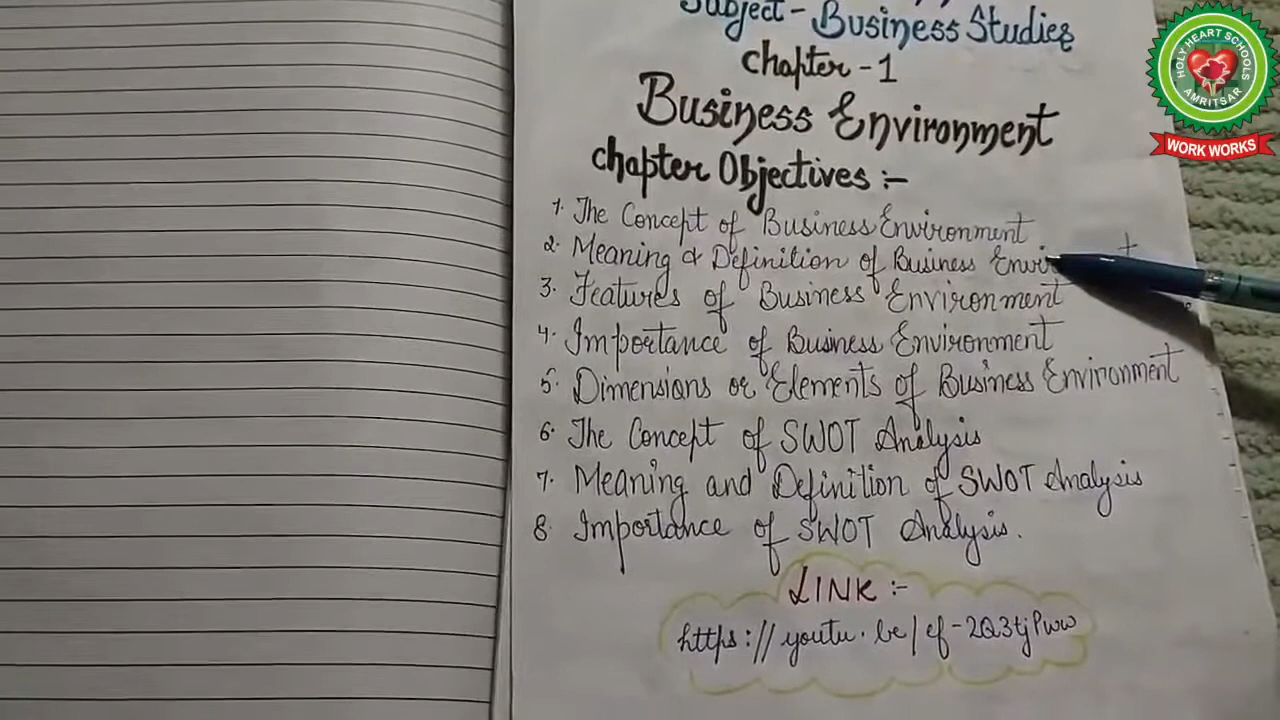 Subject - Business Studies
Chapter - 1
Business Environment
Chapter Objectives :-
1. The Concept of Business Environment
2. Meaning & Definition of Business Envir
3. Features of Business Environment
4. Importance of Business Environment
5. Dimensions or Elements of Business Environment
6. The Concept of SWOT Analysis
7. Meaning and Definition of SWOT Analysis
8. Importance of SWOT Analysis.
LINK :-
https://youtu.be/ef-2Q3tjPww
HOLY HEART SCHOOLS
AMRITSAR
WORK WORKS